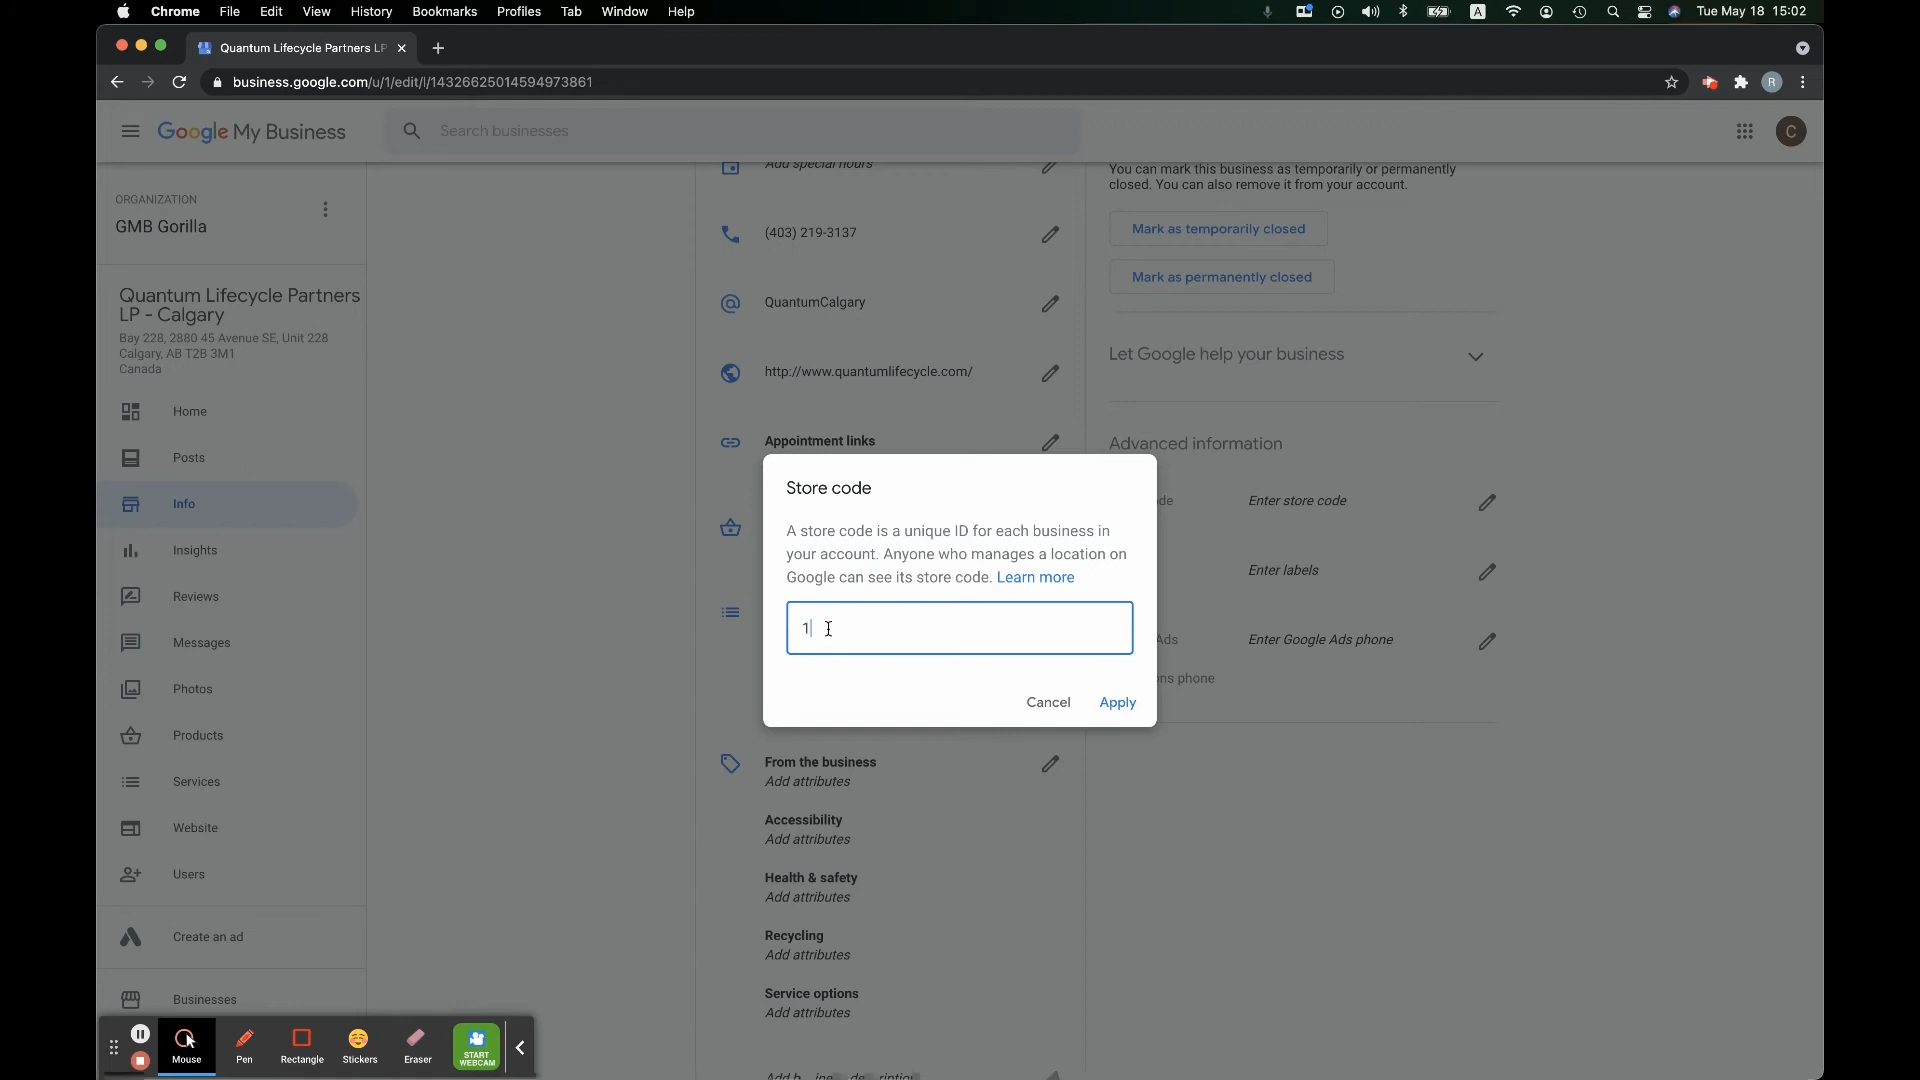 Chrome File Edit View History Bookmarks Profiles Tab Window Help
A
Tue May 18 15:02
Quantum Lifecycle Partners LP
business.google.com/u/1/edit/l/14326625014594973861
R
Google My Business
Search businesses
C
ORGANIZATION
GMB Gorilla
Quantum Lifecycle Partners
LP - Calgary
Bay 228, 2880 45 Avenue SE, Unit 228
Calgary, AB T2B 3M1
Canada
Home
Posts
Info
Insights
Reviews
Messages
Photos
Products
Services
Website
Users
Create an ad
Businesses
Add special hours
(403) 219-3137
QuantumCalgary
http://www.quantumlifecycle.com/
Appointment links
From the business
Add attributes
Accessibility
Add attributes
Health & safety
Add attributes
Recycling
Add attributes
Service options
Add attributes
You can mark this business as temporarily or permanently
closed. You can also remove it from your account.
Mark as temporarily closed
Mark as permanently closed
Let Google help your business
Advanced information
de
Enter store code
Enter labels
Ads
Enter Google Ads phone
ons phone
Store code
A store code is a unique ID for each business in
your account. Anyone who manages a location on
Google can see its store code. Learn more
1
Cancel
Apply
Mouse
Pen
Rectangle
Stickers
Eraser
START
WEBCAM